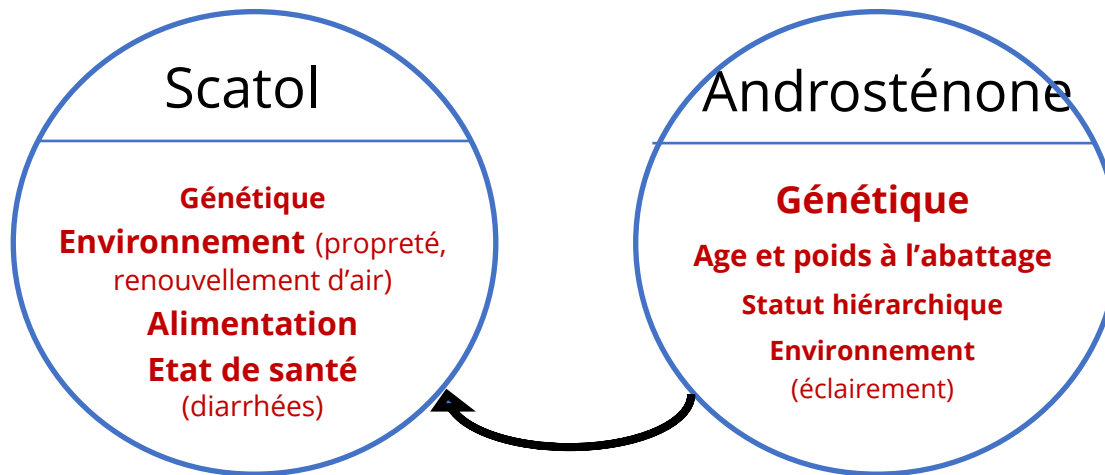 Scatol
Génétique
Environnement (propreté,
renouvellement d'air)
Alimentation
Etat de santé
(diarrhées)
Androsténone
Génétique
Age et poids à l'abattage
Statut hiérarchique
Environnement
(éclairement)